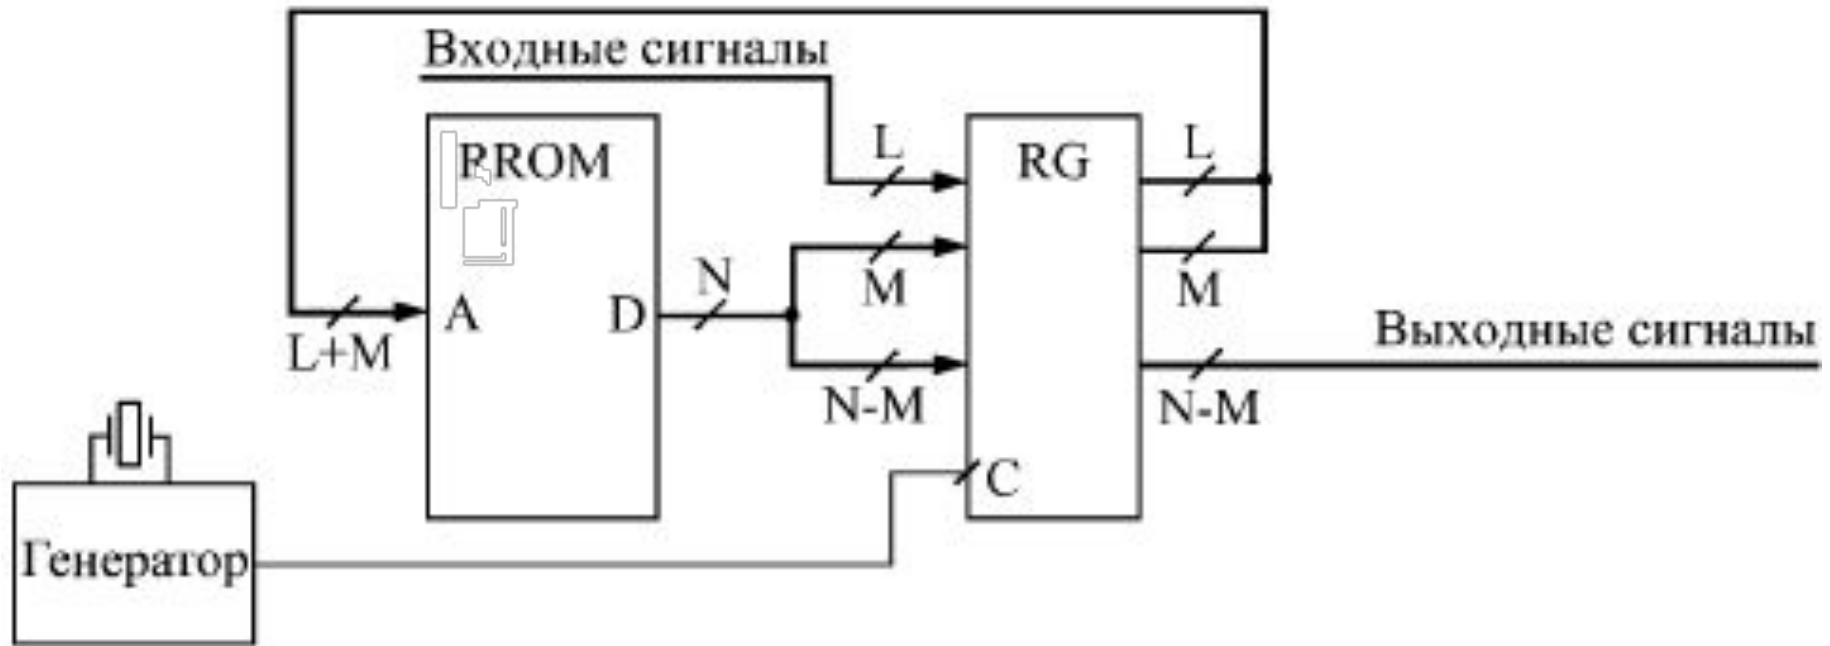 Входные сигналы
PROM
L
RG
L
A
D
N
M
M
L+M
Выходные сигналы
N-M
N-M
C
Генератор